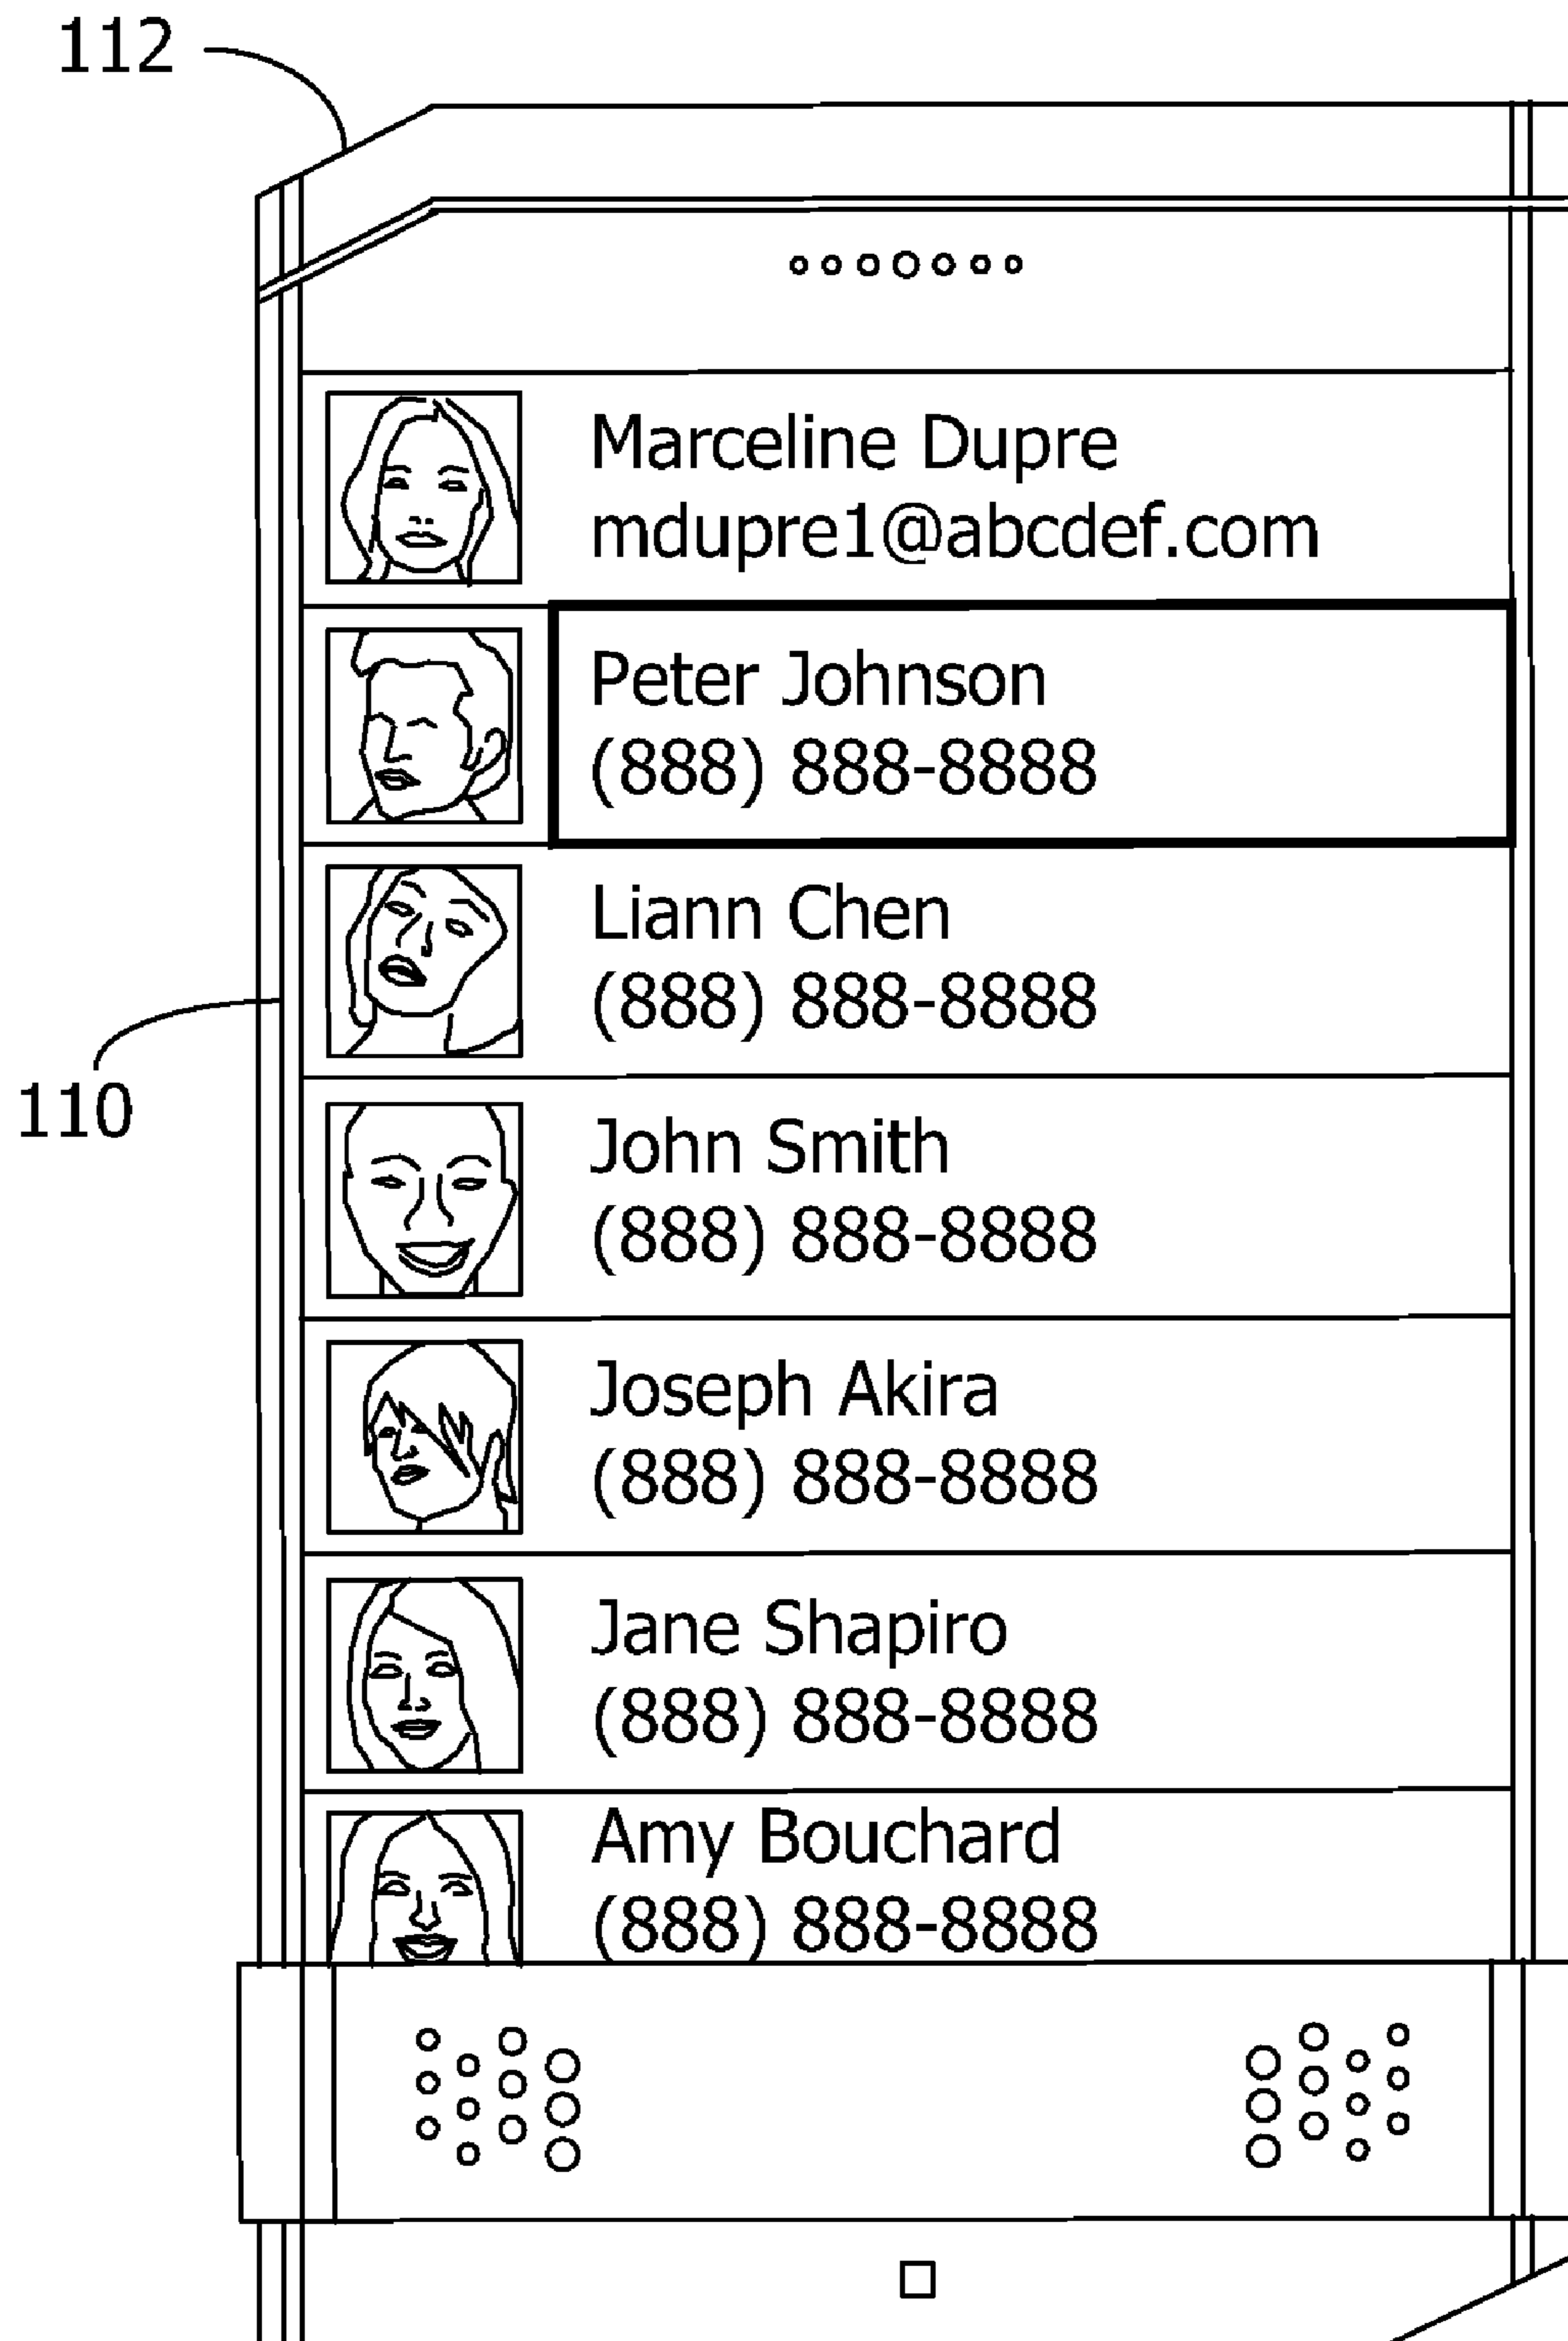 112
Marceline Dupre
mdupre1@abcdef.com
Peter Johnson
(888) 888-8888
Liann Chen
(888) 888-8888
110
John Smith
(888) 888-8888
Joseph Akira
(888) 888-8888
Jane Shapiro
(888) 888-8888
Amy Bouchard
(888) 888-8888